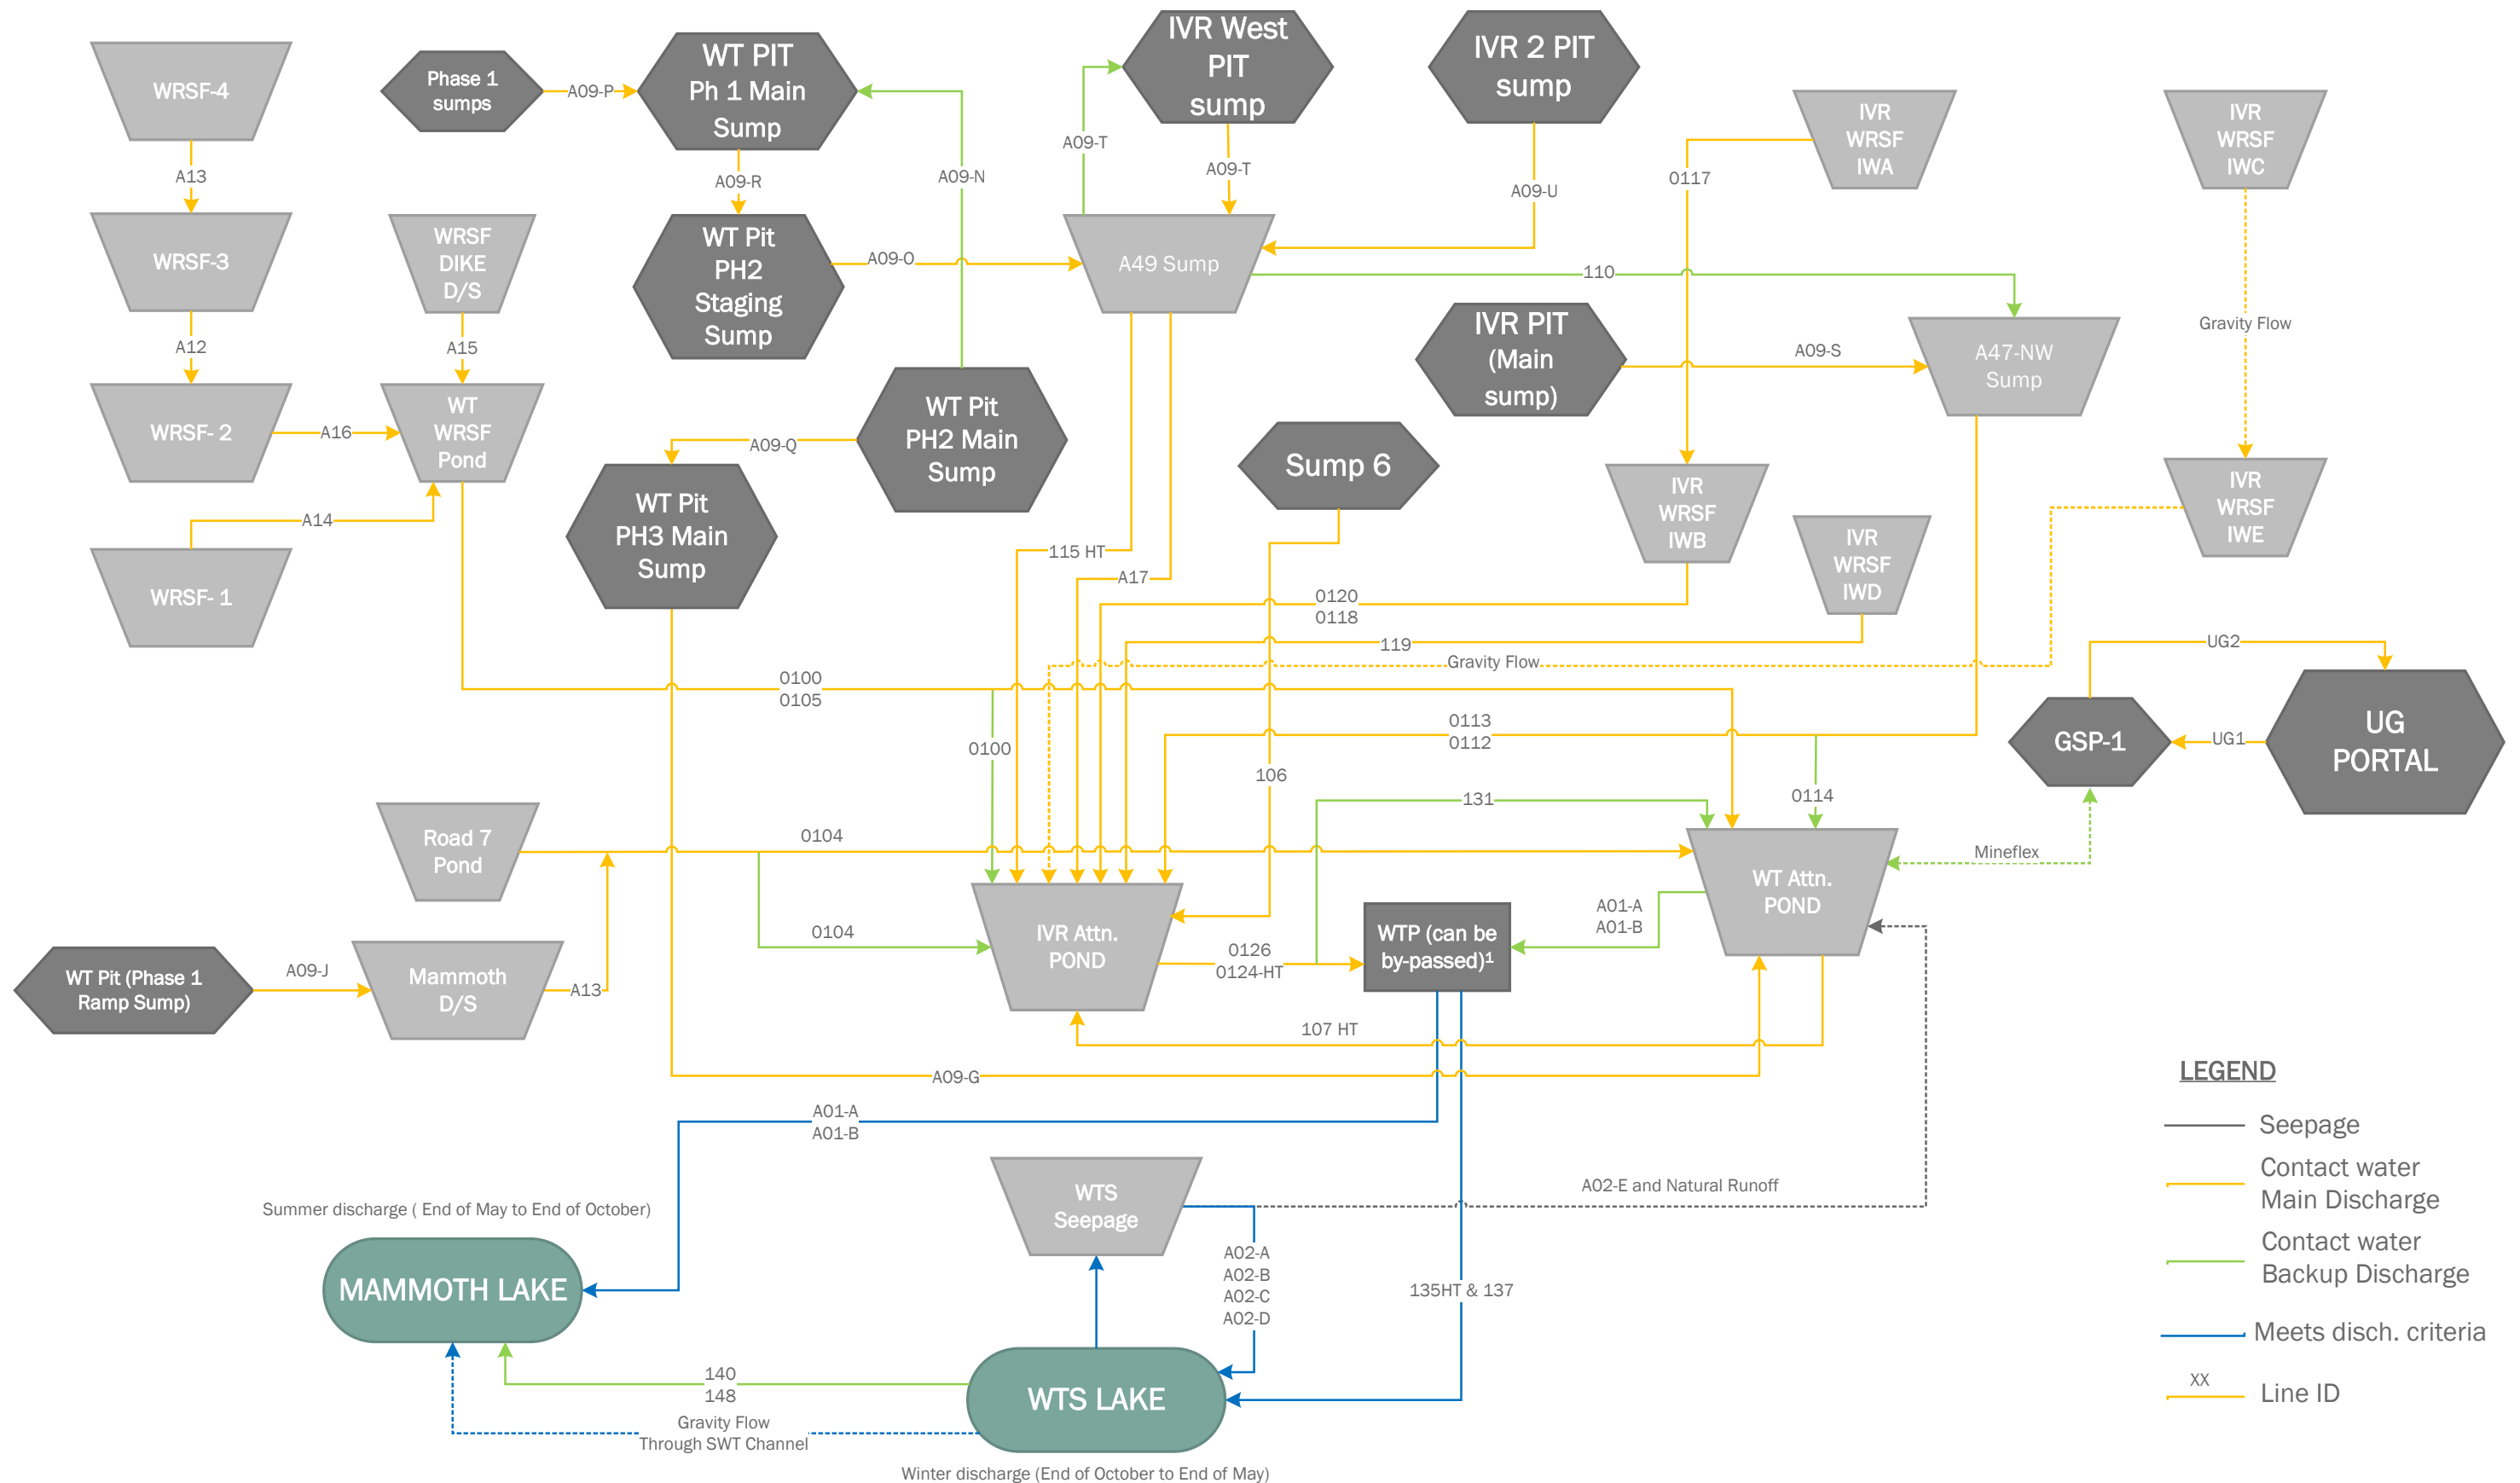 WRSF-4
A13
WRSF-3
A12
WRSF- 2
A16
A14
WRSF- 1
WRSF
DIKE
D/S
A15
WT
WRSF
Pond
Phase 1
sumps
A09-P
WT PIT
Ph 1 Main
Sump
A09-R
A09-N
WT Pit
PH2
Staging
Sump
A09-O
WT Pit
PH2 Main
Sump
A09-Q
WT Pit
PH3 Main
Sump
IVR West
PIT
sump
A09-T
A09-T
IVR 2 PIT
sump
A09-U
A49 Sump
110
115 HT
A17
IVR PIT
(Main
sump)
A09-S
Sump 6
0117
IVR
WRSF
IWA
IVR
WRSF
IWB
IVR
WRSF
IWD
A47-NW
Sump
IVR
WRSF
IWC
Gravity Flow
IVR
WRSF
IWE
0120
0118
119
Gravity Flow
0100
0105
0100
0113
0112
106
131
0114
UG2
UG1
GSP-1
UG
PORTAL
Mineflex
Road 7
Pond
0104
0104
WT Pit (Phase 1
Ramp Sump)
A09-J
Mammoth
D/S
A13
IVR Attn.
POND
0126
0124-HT
WTP (can be
by-passed)¹
A01-A
A01-B
WT Attn.
POND
107 HT
A09-G
A01-A
A01-B
WTS
Seepage
A02-E and Natural Runoff
A02-A
A02-B
A02-C
A02-D
135HT & 137
Summer discharge ( End of May to End of October)
MAMMOTH LAKE
140
148
Gravity Flow
Through SWT Channel
WTS LAKE
Winter discharge (End of October to End of May)
LEGEND
Seepage
Contact water
Main Discharge
Contact water
Backup Discharge
Meets disch. criteria
XX
Line ID